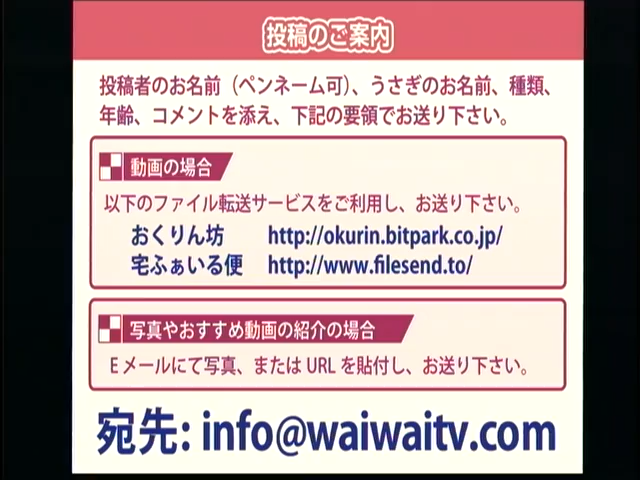 投稿のご案内
投稿者のお名前（ペンネーム可）、うさぎのお名前、種類、
年齢、コメントを添え、下記の要領でお送り下さい。
動画の場合
以下のファイル転送サービスをご利用し、お送り下さい。
おくりん坊 http://okurin.bitpark.co.jp/
宅ふぁいる便 http://www.filesend.to/
写真やおすすめ動画の紹介の場合
Eメールにて写真、または URL を貼付し、お送り下さい。
宛先: info@waiwaitv.com